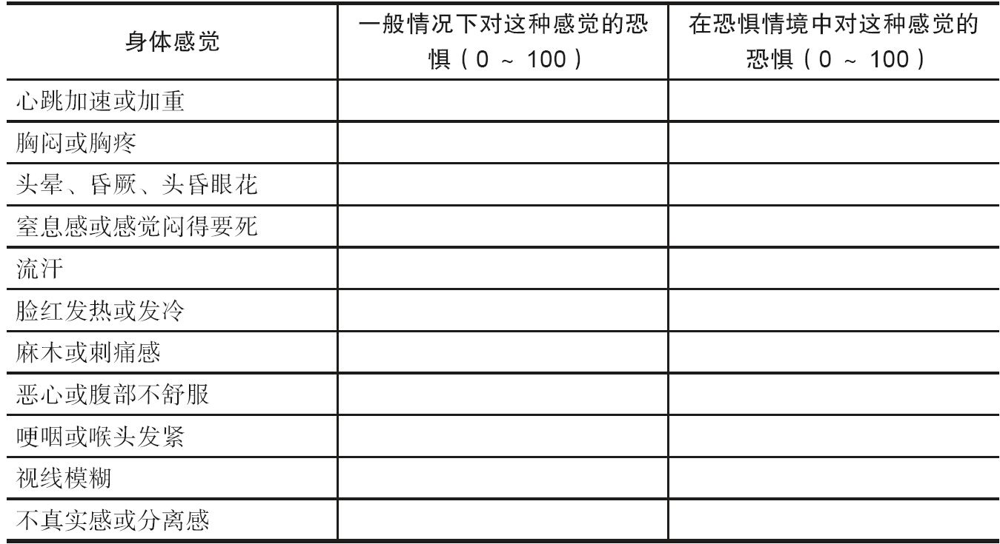 身体感觉
一般情况下对这种感觉的恐
惧（0 ~ 100）
在恐惧情境中对这种感觉的
恐惧（0 ~ 100）
心跳加速或加重
胸闷或胸疼
头晕、昏厥、头昏眼花
窒息感或感觉闷得要死
流汗
脸红发热或发冷
麻木或刺痛感
恶心或腹部不舒服
哽咽或喉头发紧
视线模糊
不真实感或分离感